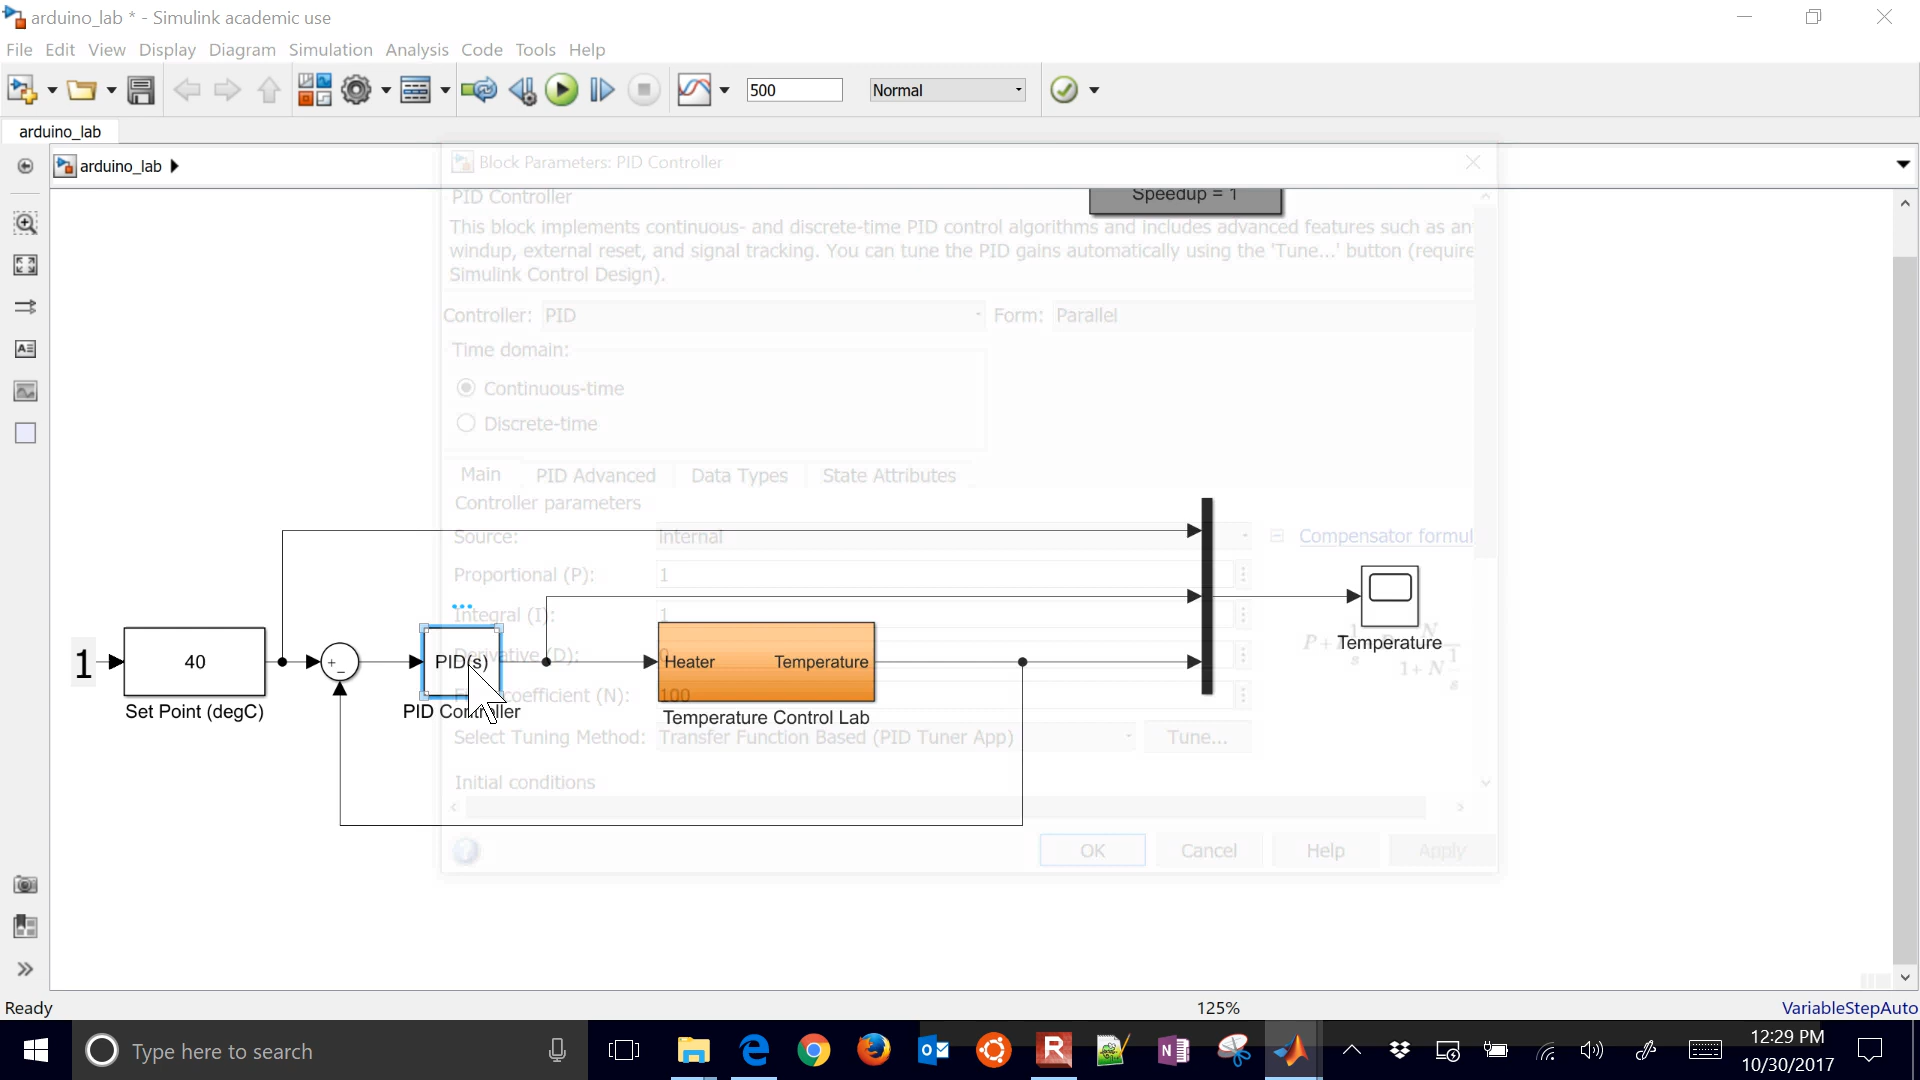 arduino_lab * - Simulink academic use
File Edit View Display Diagram Simulation Analysis Code Tools Help
500
Normal
arduino_lab
arduino_lab
Block Parameters: PID Controller
PID Controller
Speedup = 1
This block implements continuous- and discrete-time PID control algorithms and includes advanced features such as an
windup, external reset, and signal tracking. You can tune the PID gains automatically using the 'Tune...' button (require
Simulink Control Design).
Controller: PID
Form: Parallel
Time domain:
Continuous-time
Discrete-time
Main PID Advanced Data Types State Attributes
Controller parameters
Source: internal
Compensator formul
Proportional (P): 1
Integral (I): 1
Derivative (D): 0
coefficient (N): 100
Select Tuning Method: Transfer Function Based (PID Tuner App)
Tune...
Initial conditions
OK Cancel Help Apply
1
40
Set Point (degC)
+
-
PID(s)
PID Controller
Heater Temperature
Temperature Control Lab
Temperature
Ready
125%
VariableStepAuto
Type here to search
12:29 PM
10/30/2017